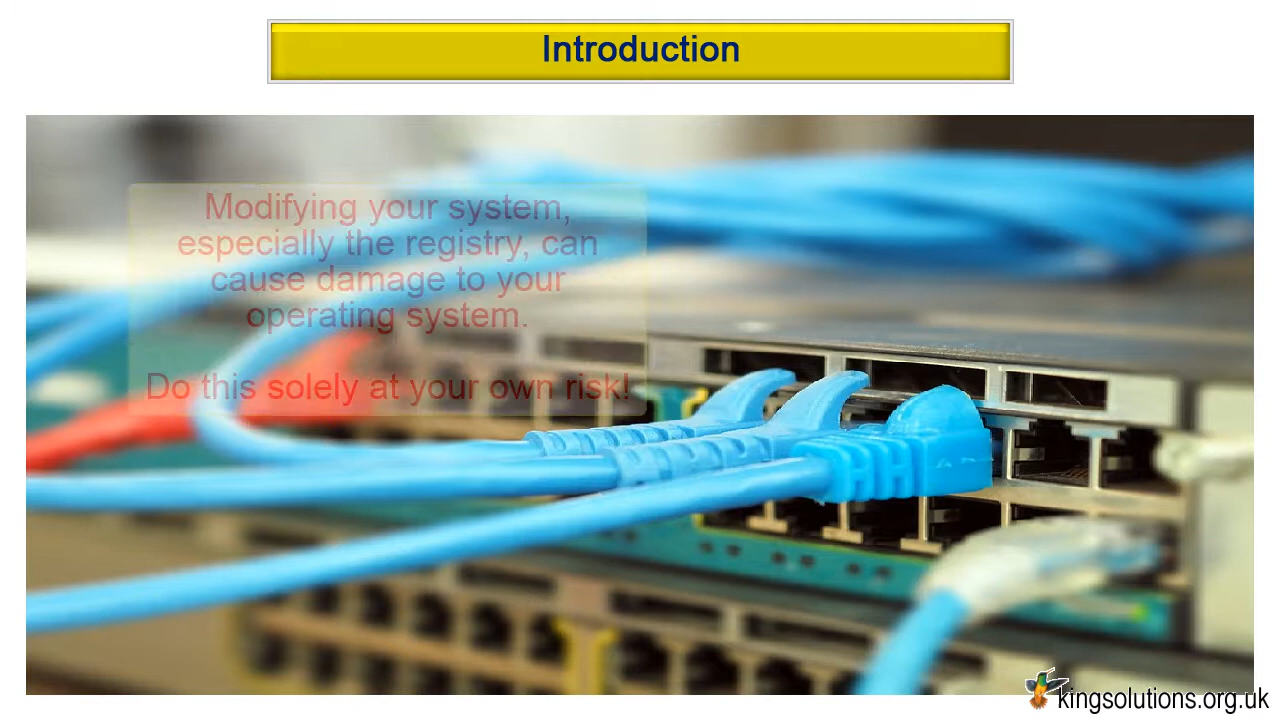 Introduction
Modifying your system,
especially the registry, can
cause damage to your
operating system.
Do this solely at your own risk!
kingsolutions.org.uk